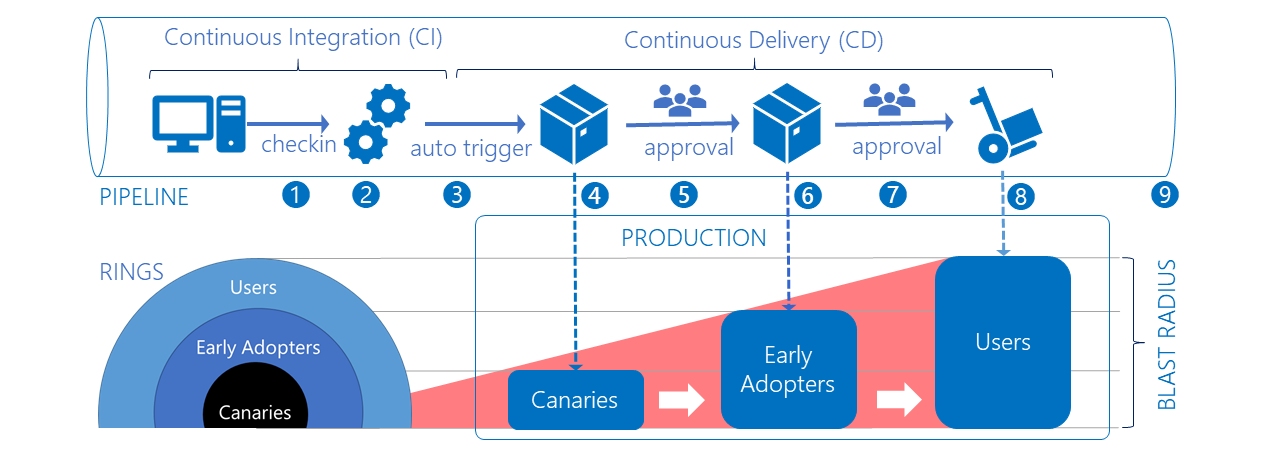 Continuous Integration (CI)
Continuous Delivery (CD)
checkin
auto trigger
approval
approval
PIPELINE
1
2
3
4
5
6
7
8
9
PRODUCTION
RINGS
Users
Early Adopters
Canaries
Canaries
Early
Adopters
Users
BLAST RADIUS